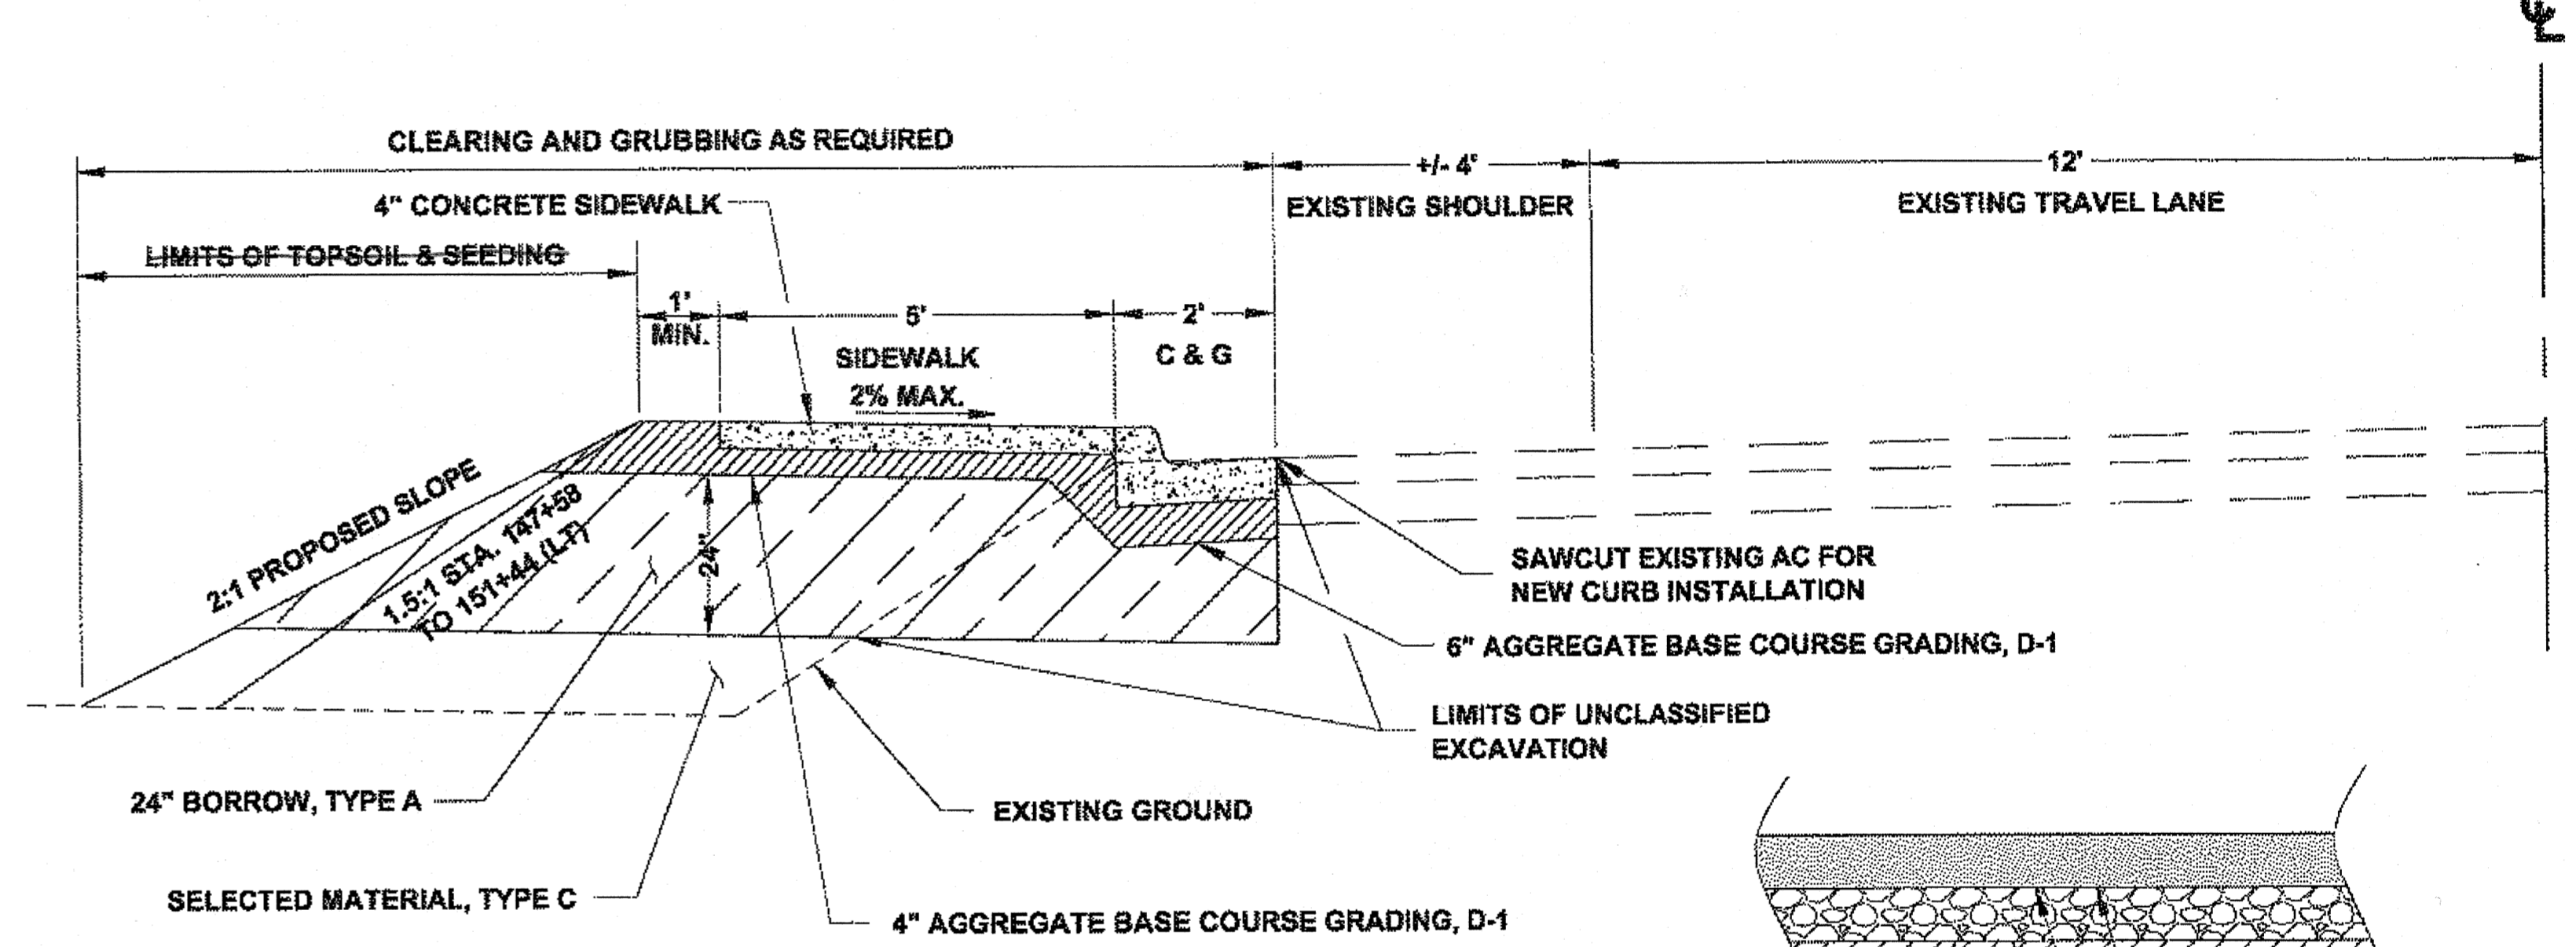 CL
CLEARING AND GRUBBING AS REQUIRED
+/- 4'
12'
4" CONCRETE SIDEWALK
EXISTING SHOULDER
EXISTING TRAVEL LANE
LIMITS OF TOPSOIL & SEEDING
1'
MIN.
5'
2'
SIDEWALK
C & G
2% MAX.
2:1 PROPOSED SLOPE
1.5:1 STA. 147+58
TO 151+44 (LT)
24"
SAWCUT EXISTING AC FOR
NEW CURB INSTALLATION
6" AGGREGATE BASE COURSE GRADING, D-1
LIMITS OF UNCLASSIFIED
EXCAVATION
24" BORROW, TYPE A
EXISTING GROUND
SELECTED MATERIAL, TYPE C
4" AGGREGATE BASE COURSE GRADING, D-1